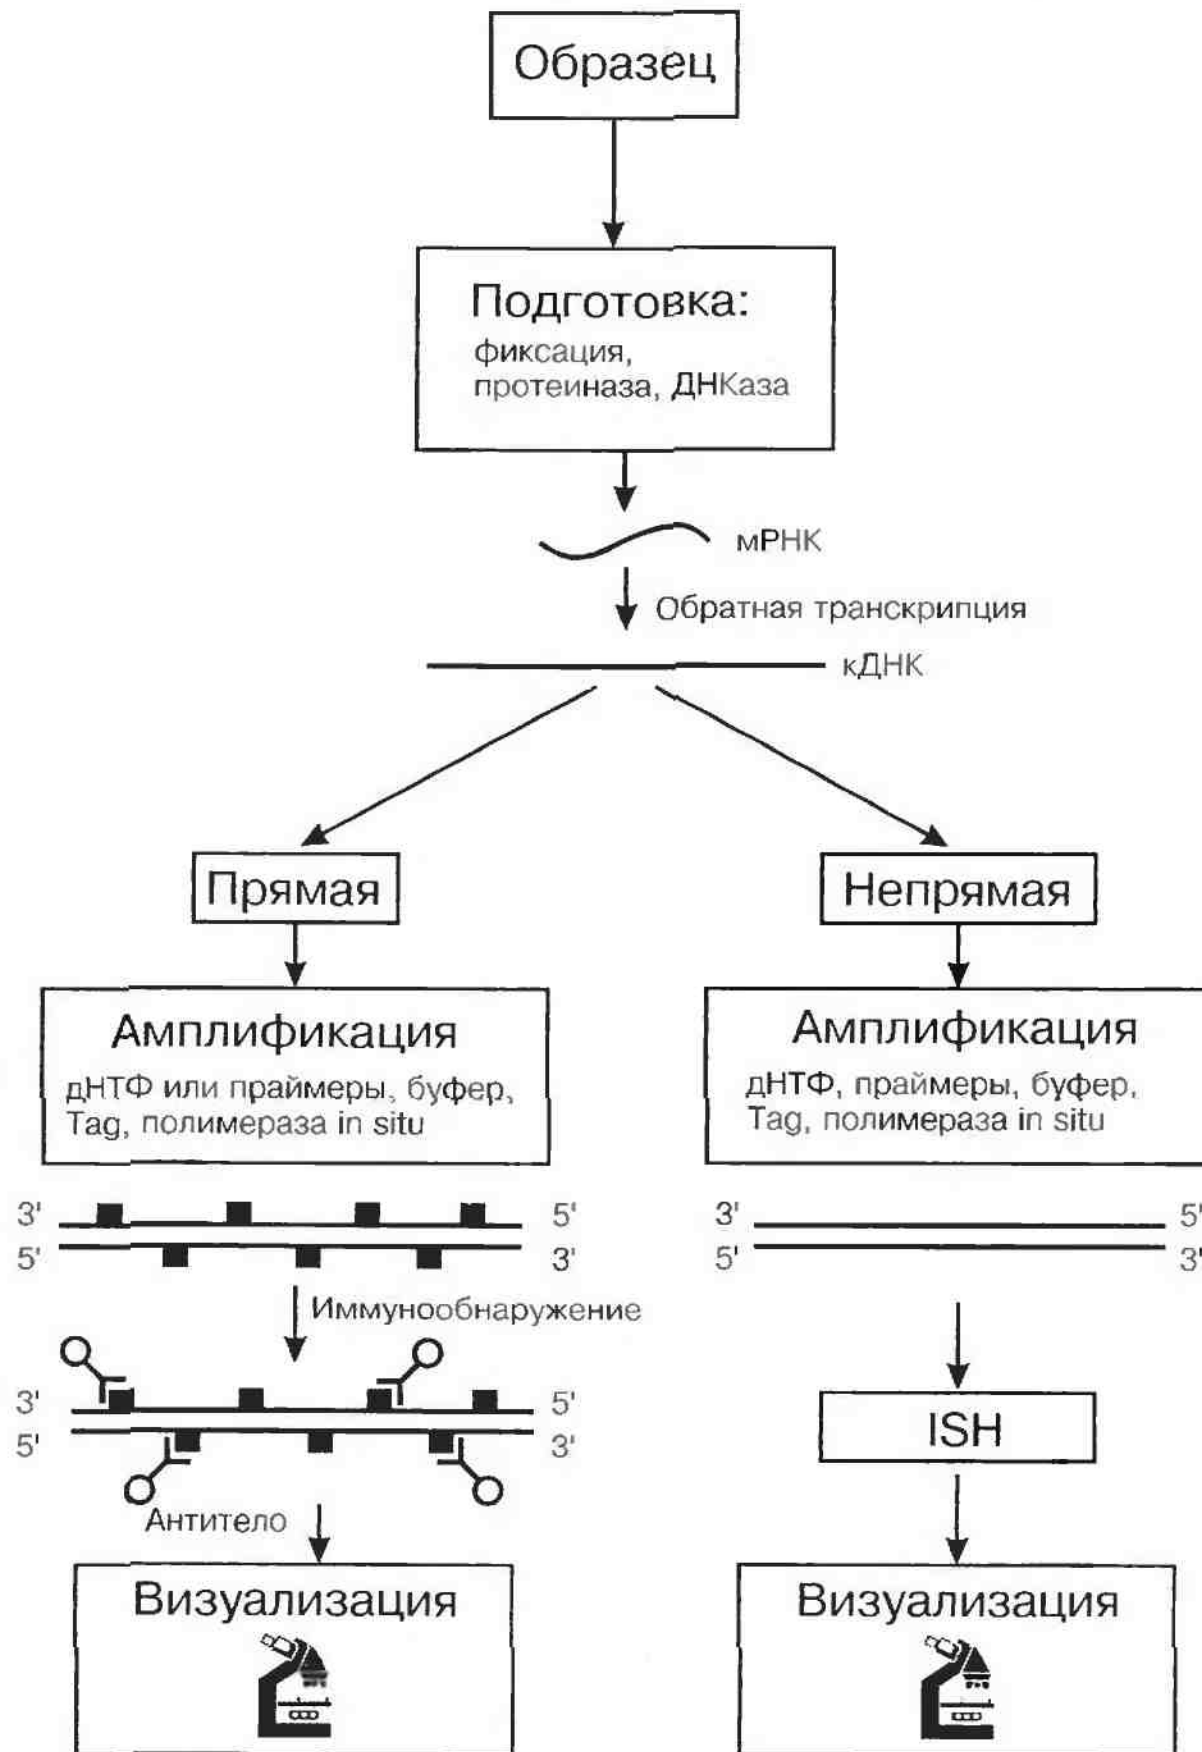 Образец
Подготовка:
фиксация,
протеиназа, ДНКаза
мРНК
Обратная транскрипция
кДНК
Прямая
Непрямая
Амплификация
дНТФ или праймеры, буфер,
Tag, полимераза in situ
Амплификация
дНТФ, праймеры, буфер,
Tag, полимераза in situ
3' 5'
5' 3'
3' 5'
5' 3'
Иммунообнаружение
3' 5'
5' 3'
Антитело
ISH
Визуализация
Визуализация